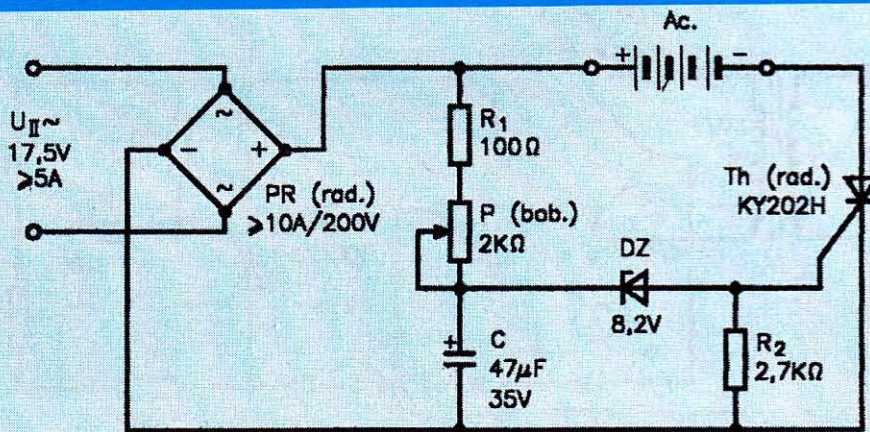 Ac.
+ -
U_II~
17,5V
≥5A
~
- +
~
PR (rad.)
≥10A/200V
R₁
100Ω
P (bob.)
2KΩ
Th (rad.)
KY202H
DZ
8,2V
+ C
47μF
35V
R₂
2,7KΩ